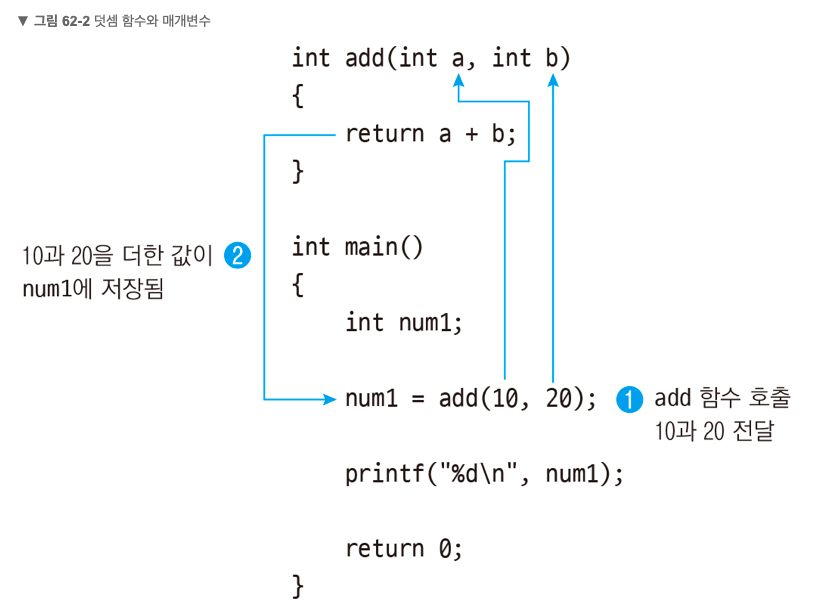 ▼ 그림 62-2 덧셈 함수와 매개변수
int add(int a, int b)
{
return a + b;
}
10과 20을 더한 값이 2
num1에 저장됨
int main()
{
int num1;
num1 = add(10, 20);
1 add 함수 호출
10과 20 전달
printf("%d\n", num1);
return 0;
}